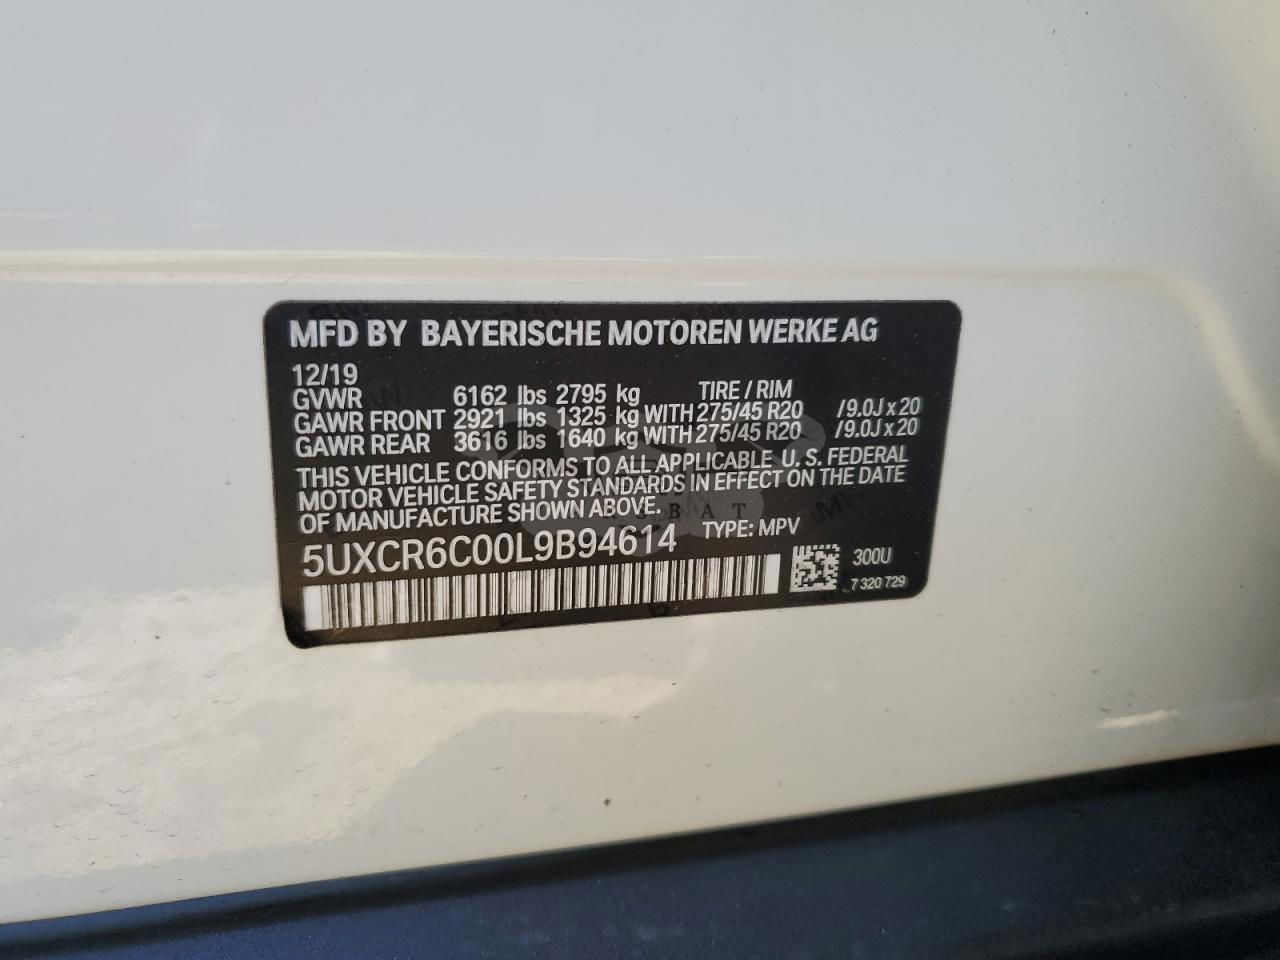 MFD BY BAYERISCHE MOTOREN WERKE AG
12/19
GVWR 6162 lbs 2795 kg TIRE / RIM
GAWR FRONT 2921 lbs 1325 kg WITH 275/45 R20 /9.0J x 20
GAWR REAR 3616 lbs 1640 kg WITH 275/45 R20 /9.0J x 20
THIS VEHICLE CONFORMS TO ALL APPLICABLE U. S. FEDERAL
MOTOR VEHICLE SAFETY STANDARDS IN EFFECT ON THE DATE
OF MANUFACTURE SHOWN ABOVE.
5UXCR6C00L9B94614 TYPE: MPV
300U
7 320 729